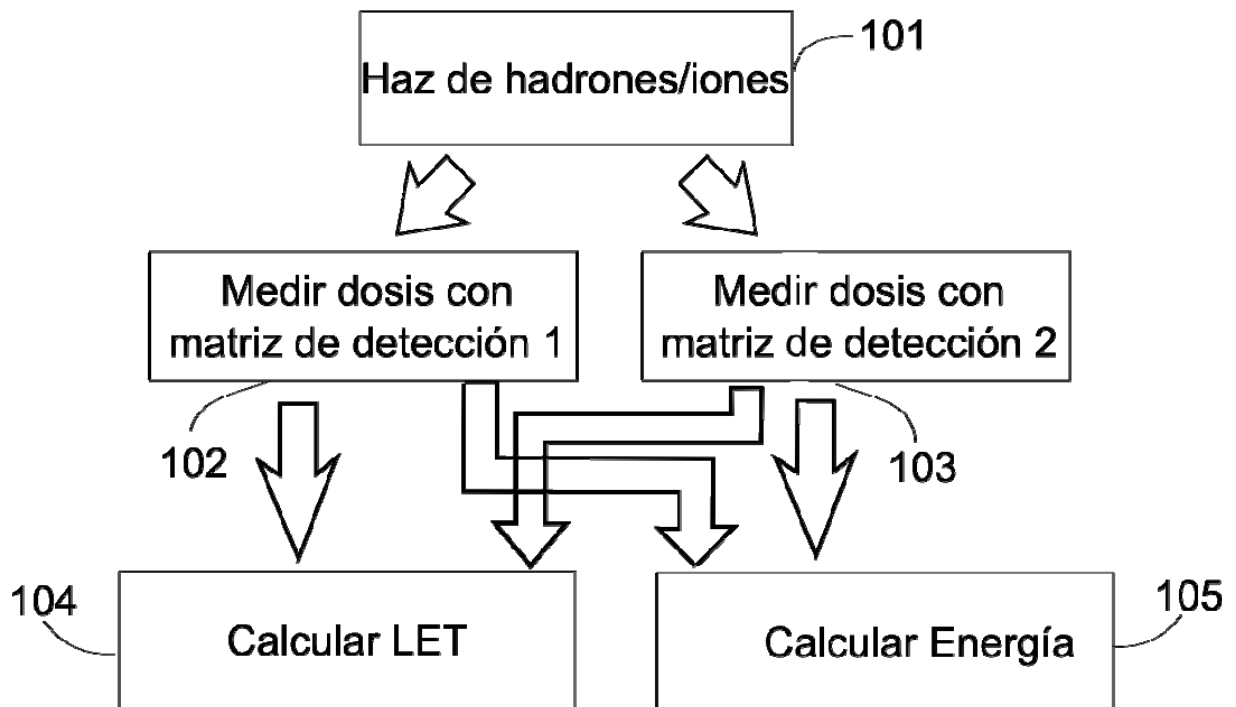 101
Haz de hadrones/iones
Medir dosis con
matriz de detección 1
Medir dosis con
matriz de detección 2
102
103
104
Calcular LET
105
Calcular Energía